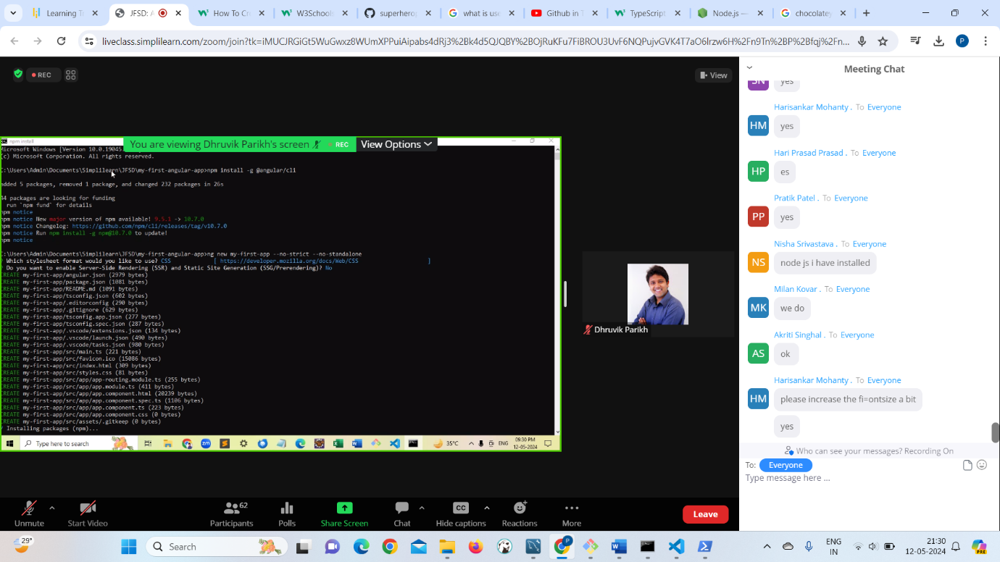 Learning Ti
JFSD: A
How To Cr
W3Schools
superhero
what is use
Github in T
TypeScript
Node.js —
chocolatey
liveclass.simplilearn.com/zoom/join?tk=iMUCJRGiGt5WuGwxz8WUmXPPuiAipabs4dRj3%2Bk4d5QJQBY%2BOjRuKFu7FiBROU3UvF6NQPujvGVK4T7aO6lrzw6H%2Fn9Tn%2BP%2Bfqj%2Fn...
P
REC
View
npm install
You are viewing Dhruvik Parikh's screen
REC
View Options
Microsoft Windows [Version 10.0.19045.
(c) Microsoft Corporation. All rights reserved.
C:\Users\Admin\Documents\Simplilearn\JFSD\my-first-angular-app>npm install -g @angular/cli
added 5 packages, removed 1 package, and changed 232 packages in 26s
44 packages are looking for funding
run `npm fund` for details
npm notice
npm notice New major version of npm available! 9.5.1 -> 10.7.0
npm notice Changelog: https://github.com/npm/cli/releases/tag/v10.7.0
npm notice Run npm install -g npm@10.7.0 to update!
npm notice
C:\Users\Admin\Documents\Simplilearn\JFSD\my-first-angular-app>ng new my-first-app --no-strict --no-standalone
? Which stylesheet format would you like to use? CSS [ https://developer.mozilla.org/docs/Web/CSS ]
? Do you want to enable Server-Side Rendering (SSR) and Static Site Generation (SSG/Prerendering)? No
CREATE my-first-app/angular.json (2979 bytes)
CREATE my-first-app/package.json (1081 bytes)
CREATE my-first-app/README.md (1091 bytes)
CREATE my-first-app/tsconfig.json (602 bytes)
CREATE my-first-app/.editorconfig (290 bytes)
CREATE my-first-app/.gitignore (629 bytes)
CREATE my-first-app/tsconfig.app.json (277 bytes)
CREATE my-first-app/tsconfig.spec.json (287 bytes)
CREATE my-first-app/.vscode/extensions.json (134 bytes)
CREATE my-first-app/.vscode/launch.json (490 bytes)
CREATE my-first-app/.vscode/tasks.json (980 bytes)
CREATE my-first-app/src/main.ts (221 bytes)
CREATE my-first-app/src/favicon.ico (15086 bytes)
CREATE my-first-app/src/index.html (309 bytes)
CREATE my-first-app/src/styles.css (81 bytes)
CREATE my-first-app/src/app/app-routing.module.ts (255 bytes)
CREATE my-first-app/src/app/app.module.ts (411 bytes)
CREATE my-first-app/src/app/app.component.html (20239 bytes)
CREATE my-first-app/src/app/app.component.spec.ts (1106 bytes)
CREATE my-first-app/src/app/app.component.ts (223 bytes)
CREATE my-first-app/src/app/app.component.css (0 bytes)
CREATE my-first-app/src/assets/.gitkeep (0 bytes)
/ Installing packages (npm)...
Type here to search
35°C
ENG
09:30 PM
12-05-2024
Dhruvik Parikh
Meeting Chat
SN
yes
Harisankar Mohanty . To Everyone
HM
yes
Hari Prasad Prasad . To Everyone
HP
es
Pratik Patel . To Everyone
PP
yes
Nisha Srivastava . To Everyone
NS
node js i have installed
Milan Kovar . To Everyone
MK
we do
Akriti Singhal . To Everyone
AS
ok
Harisankar Mohanty . To Everyone
HM
please increase the fi=ontsize a bit
yes
Who can see your messages? Recording On
To: Everyone
Type message here ...
Unmute
Start Video
62
Participants
Polls
Share Screen
Chat
CC
Hide captions
Reactions
More
Leave
29°
Search
P
ENG
IN
21:30
12-05-2024
PRE